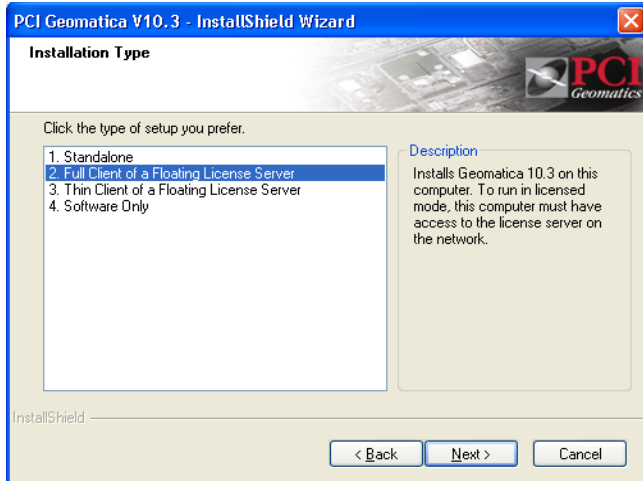 PCI Geomatica V10.3 - InstallShield Wizard
Installation Type
PCI
Geomatics
Click the type of setup you prefer.
1. Standalone
2. Full Client of a Floating License Server
3. Thin Client of a Floating License Server
4. Software Only
Description
Installs Geomatica 10.3 on this
computer. To run in licensed
mode, this computer must have
access to the license server on
the network.
InstallShield
< Back
Next >
Cancel